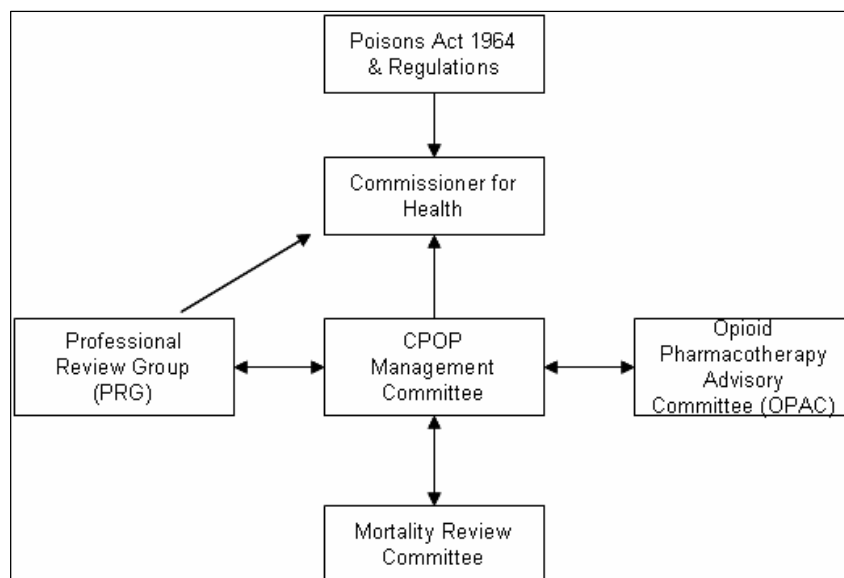 Poisons Act 1964
& Regulations
Commissioner for
Health
Professional
Review Group
(PRG)
CPOP
Management
Committee
Opioid
Pharmacotherapy
Advisory
Committee (OPAC)
Mortality Review
Committee